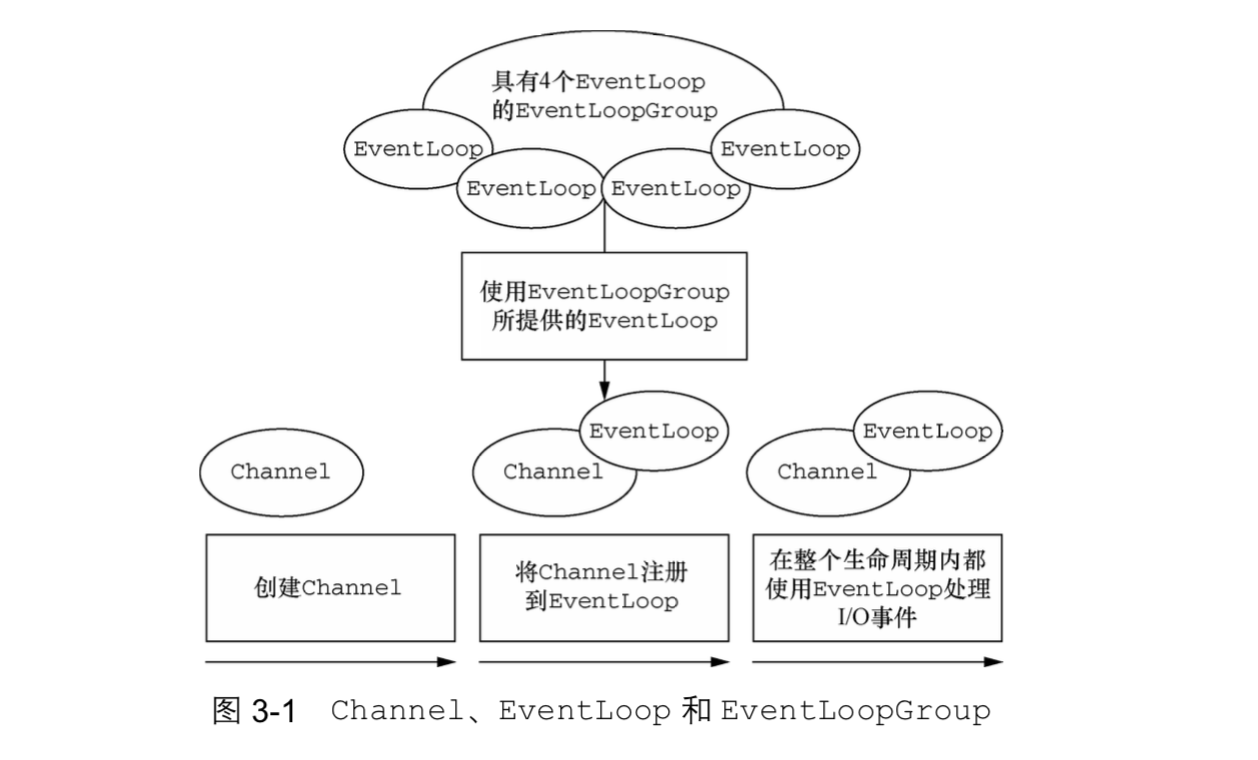 具有4个EventLoop
的EventLoopGroup
EventLoop
EventLoop
EventLoop
EventLoop
使用EventLoopGroup
所提供的EventLoop
Channel
Channel
EventLoop
Channel
EventLoop
创建Channel
将Channel注册
到EventLoop
在整个生命周期内都
使用EventLoop处理
I/O事件
图 3-1 Channel、EventLoop 和 EventLoopGroup